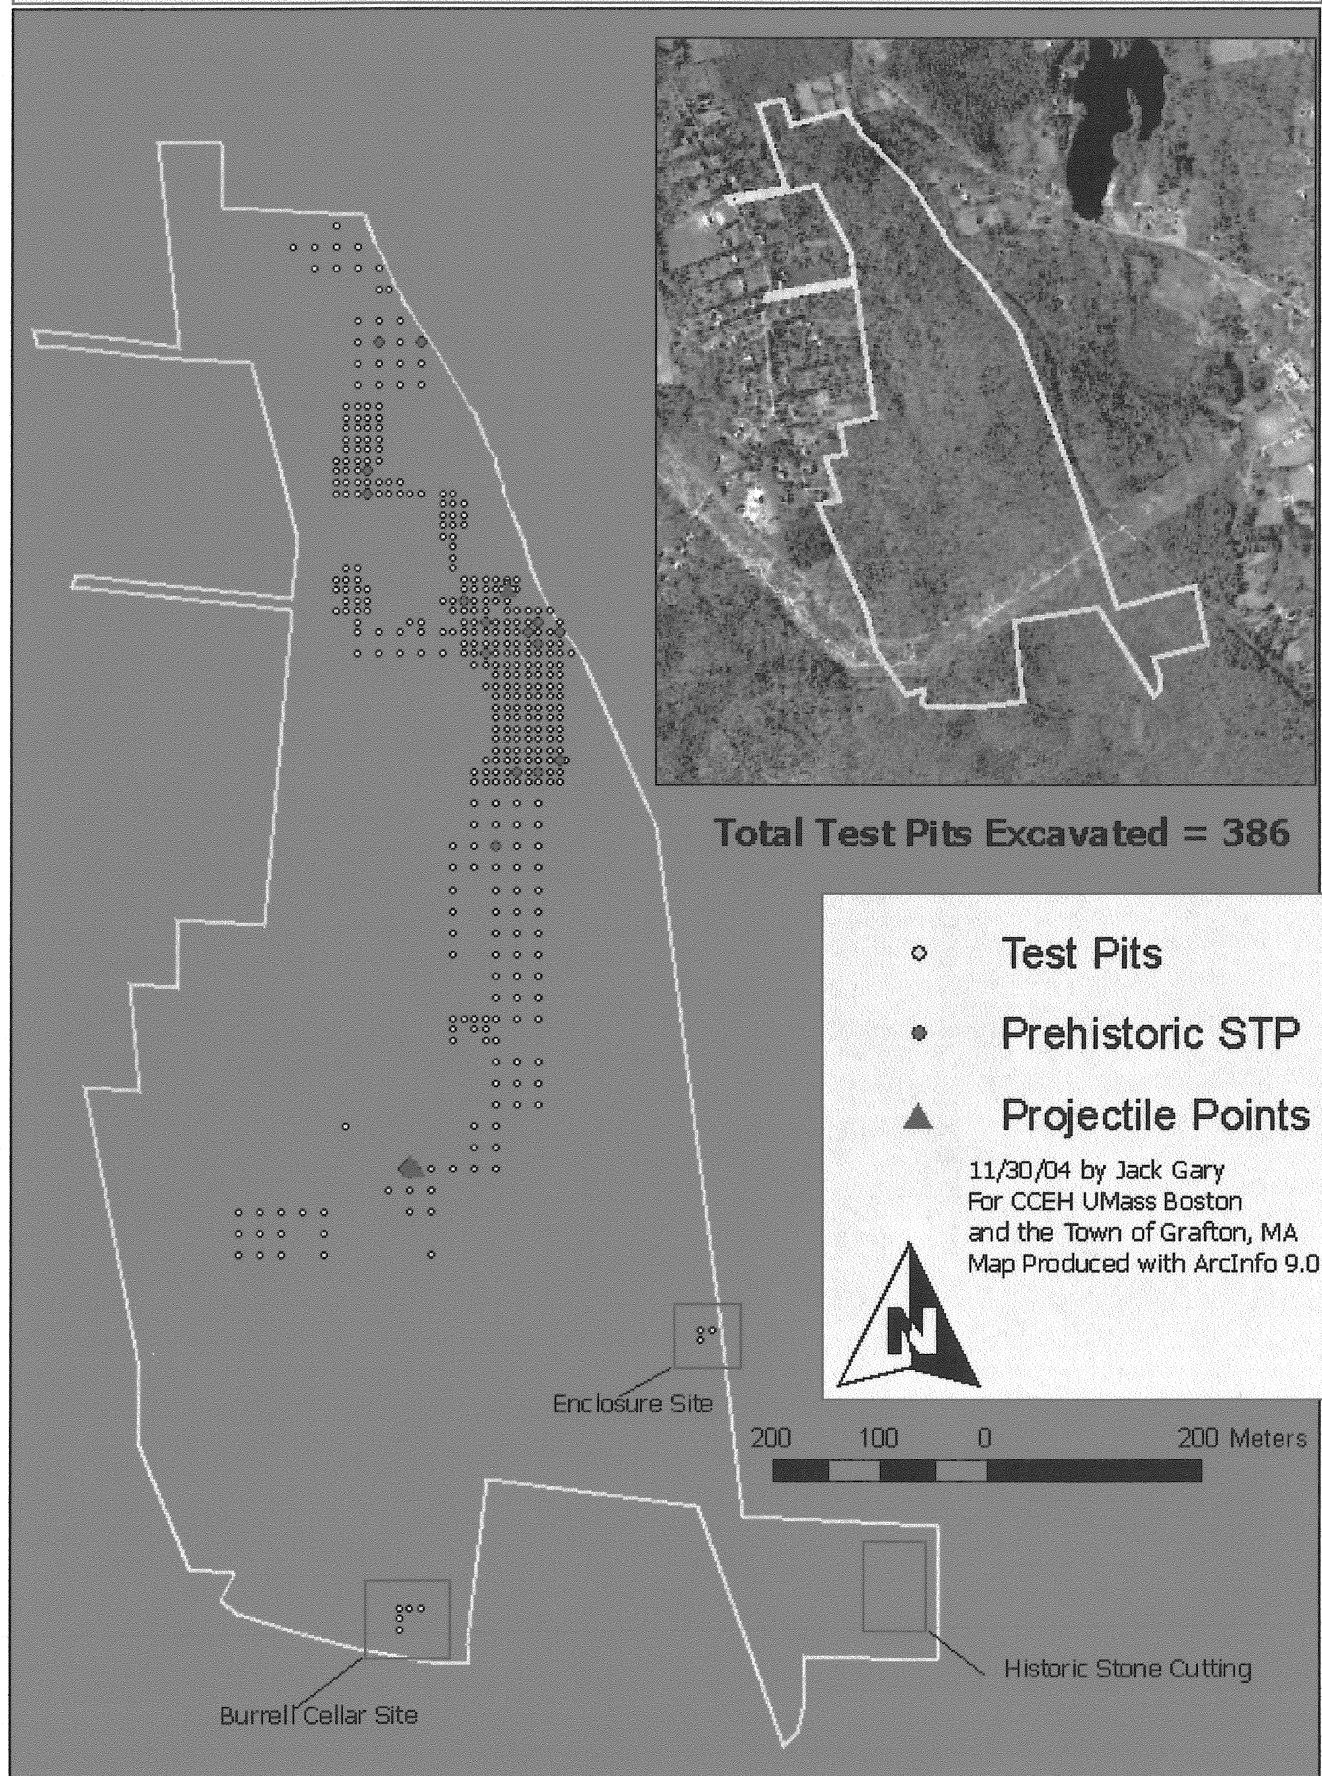 Total Test Pits Excavated = 386
Test Pits
Prehistoric STP
Projectile Points
11/30/04 by Jack Gary
For CCEH UMass Boston
and the Town of Grafton, MA
Map Produced with ArcInfo 9.0
N
Enclosure Site
200 100 0 200 Meters
Historic Stone Cutting
Burrell Cellar Site